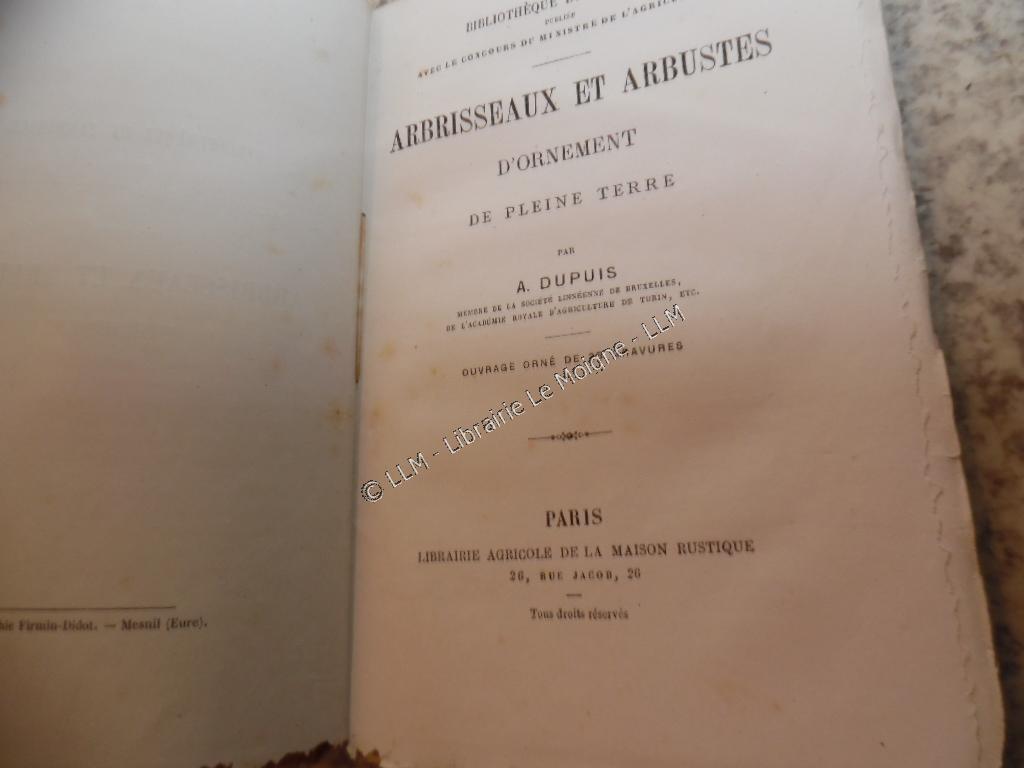 hie Firmin-Didot. — Mesnil (Eure).
BIBLIOTHÈQUE
PUBLIÉE
AVEC LE CONCOURS DU MINISTRE DE L'AGRICU
ARBRISSEAUX ET ARBUSTES
D'ORNEMENT
DE PLEINE TERRE
PAR
A. DUPUIS
MEMBRE DE LA SOCIÉTÉ LINNÉENNE DE BRUXELLES,
DE L'ACADÉMIE ROYALE D'AGRICULTURE DE TURIN, ETC.
OUVRAGE ORNÉ DE GRAVURES
© LLM - Librairie Le Moigne - LLM
PARIS
LIBRAIRIE AGRICOLE DE LA MAISON RUSTIQUE
26, RUE JACOB, 26
Tous droits réservés